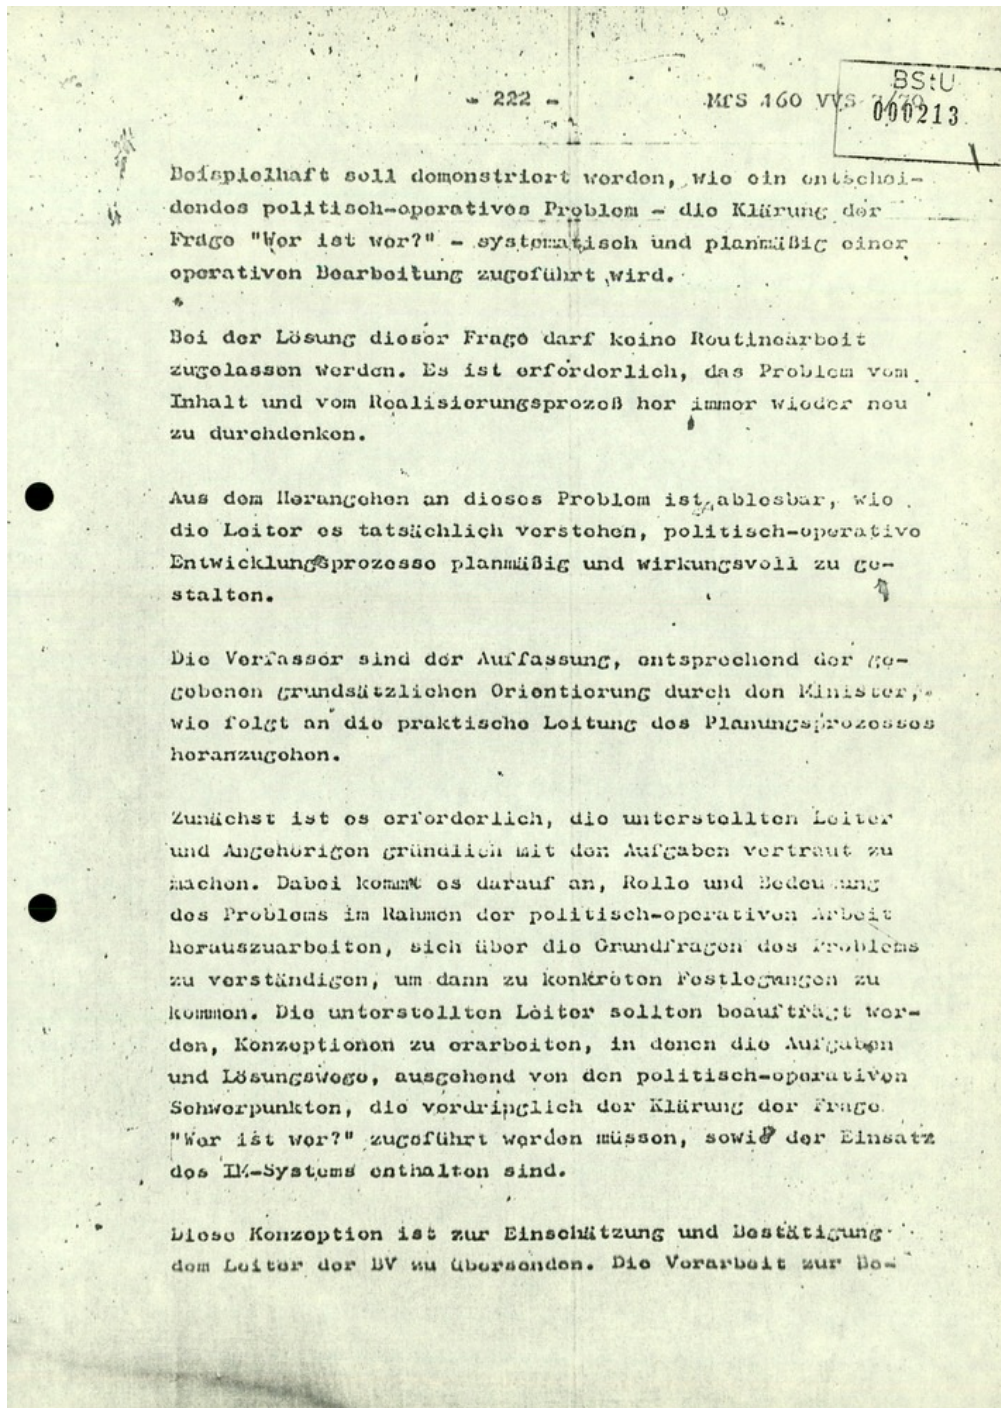 - 222 -
MfS 160 VVS 7/79
BStU
000213
Beispielhaft soll demonstriert werden, wie ein entschei-
dendes politisch-operatives Problem - die Klärung der
Frage "Wer ist wer?" - systematisch und planmäßig einer
operativen Bearbeitung zugeführt wird.
Bei der Lösung dieser Frage darf keine Routinearbeit
zugelassen werden. Es ist erforderlich, das Problem vom
Inhalt und vom Realisierungsprozeß her immer wieder neu
zu durchdenken.
Aus dem Herangehen an dieses Problem ist ablesbar, wie
die Leiter es tatsächlich verstehen, politisch-operative
Entwicklungsprozesse planmäßig und wirkungsvoll zu ge-
stalten.
Die Verfasser sind der Auffassung, entsprechend der ge-
gebenen grundsätzlichen Orientierung durch den Minister,
wie folgt an die praktische Leitung des Planungsprozesses
heranzugehen.
Zunächst ist es erforderlich, die unterstellten Leiter
und Angehörigen gründlich mit den Aufgaben vertraut zu
machen. Dabei kommt es darauf an, Rolle und Bedeutung
des Problems im Rahmen der politisch-operativen Arbeit
herauszuarbeiten, sich über die Grundfragen des Problems
zu verständigen, um dann zu konkreten Festlegungen zu
kommen. Die unterstellten Leiter sollten beauftragt wer-
den, Konzeptionen zu erarbeiten, in denen die Aufgaben
und Lösungswege, ausgehend von den politisch-operativen
Schwerpunkten, die vordringlich der Klärung der Frage
"Wer ist wer?" zugeführt werden müssen, sowie der Einsatz
des IM-Systems enthalten sind.
Diese Konzeption ist zur Einschätzung und Bestätigung
dem Leiter der BV zu übersenden. Die Vorarbeit zur Be-